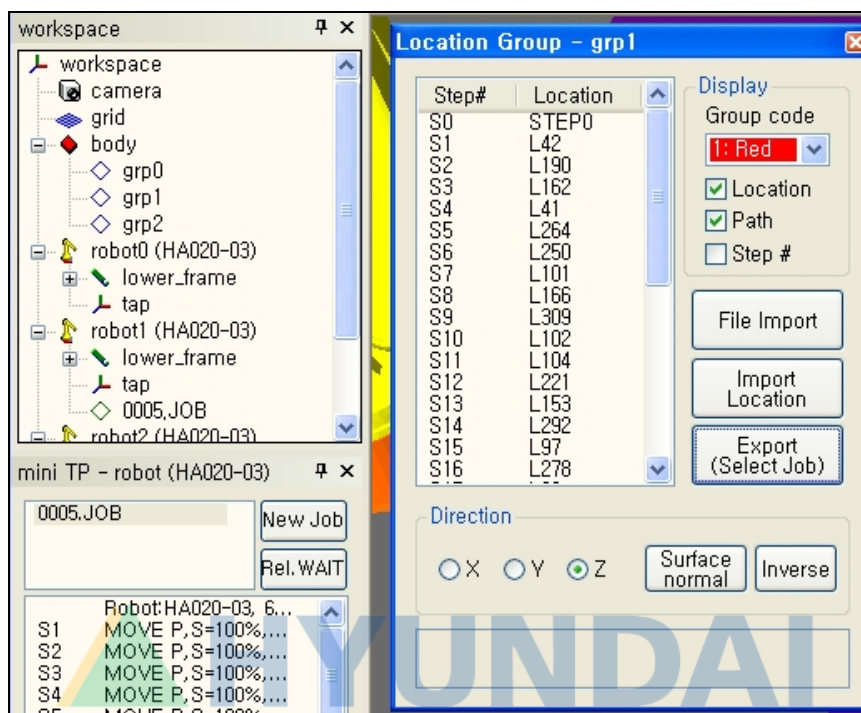 workspace
workspace
camera
grid
body
grp0
grp1
grp2
robot0 (HA020-03)
lower_frame
tap
robot1 (HA020-03)
lower_frame
tap
0005.JOB
robot2 (HA020-03)
mini TP - robot (HA020-03)
0005.JOB
New Job
Rel.WAIT
Robot:HA020-03, 6...
S1 MOVE P,S=100%,...
S2 MOVE P,S=100%,...
S3 MOVE P,S=100%,...
S4 MOVE P,S=100%,...
Location Group - grp1
Step# Location
S0 STEP0
S1 L42
S2 L190
S3 L162
S4 L41
S5 L264
S6 L250
S7 L101
S8 L166
S9 L309
S10 L102
S11 L104
S12 L221
S13 L153
S14 L292
S15 L97
S16 L278
Display
Group code
1: Red
Location
Path
Step #
File Import
Import
Location
Export
(Select Job)
Direction
X Y Z
Surface
normal
Inverse
HYUNDAI